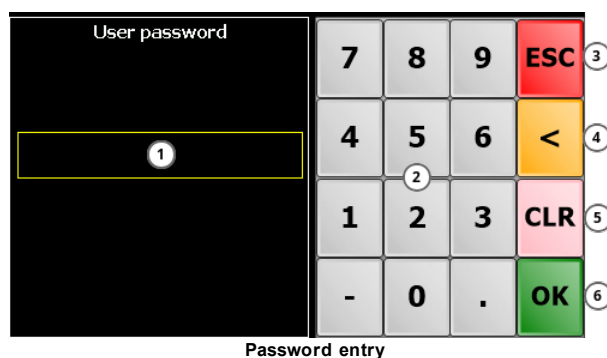 User password
7 8 9 ESC 3
4 5 6 < 4
1
2
1 2 3 CLR 5
- 0 . OK 6
Password entry